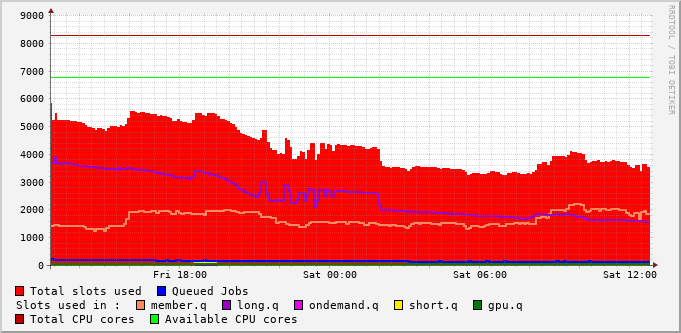 9000
8000
7000
6000
5000
4000
3000
2000
1000
0
Fri 18:00 Sat 00:00 Sat 06:00 Sat 12:00
RRDTOOL / TOBI OETIKER
Total slots used Queued Jobs
Slots used in : member.q long.q ondemand.q short.q gpu.q
Total CPU cores Available CPU cores